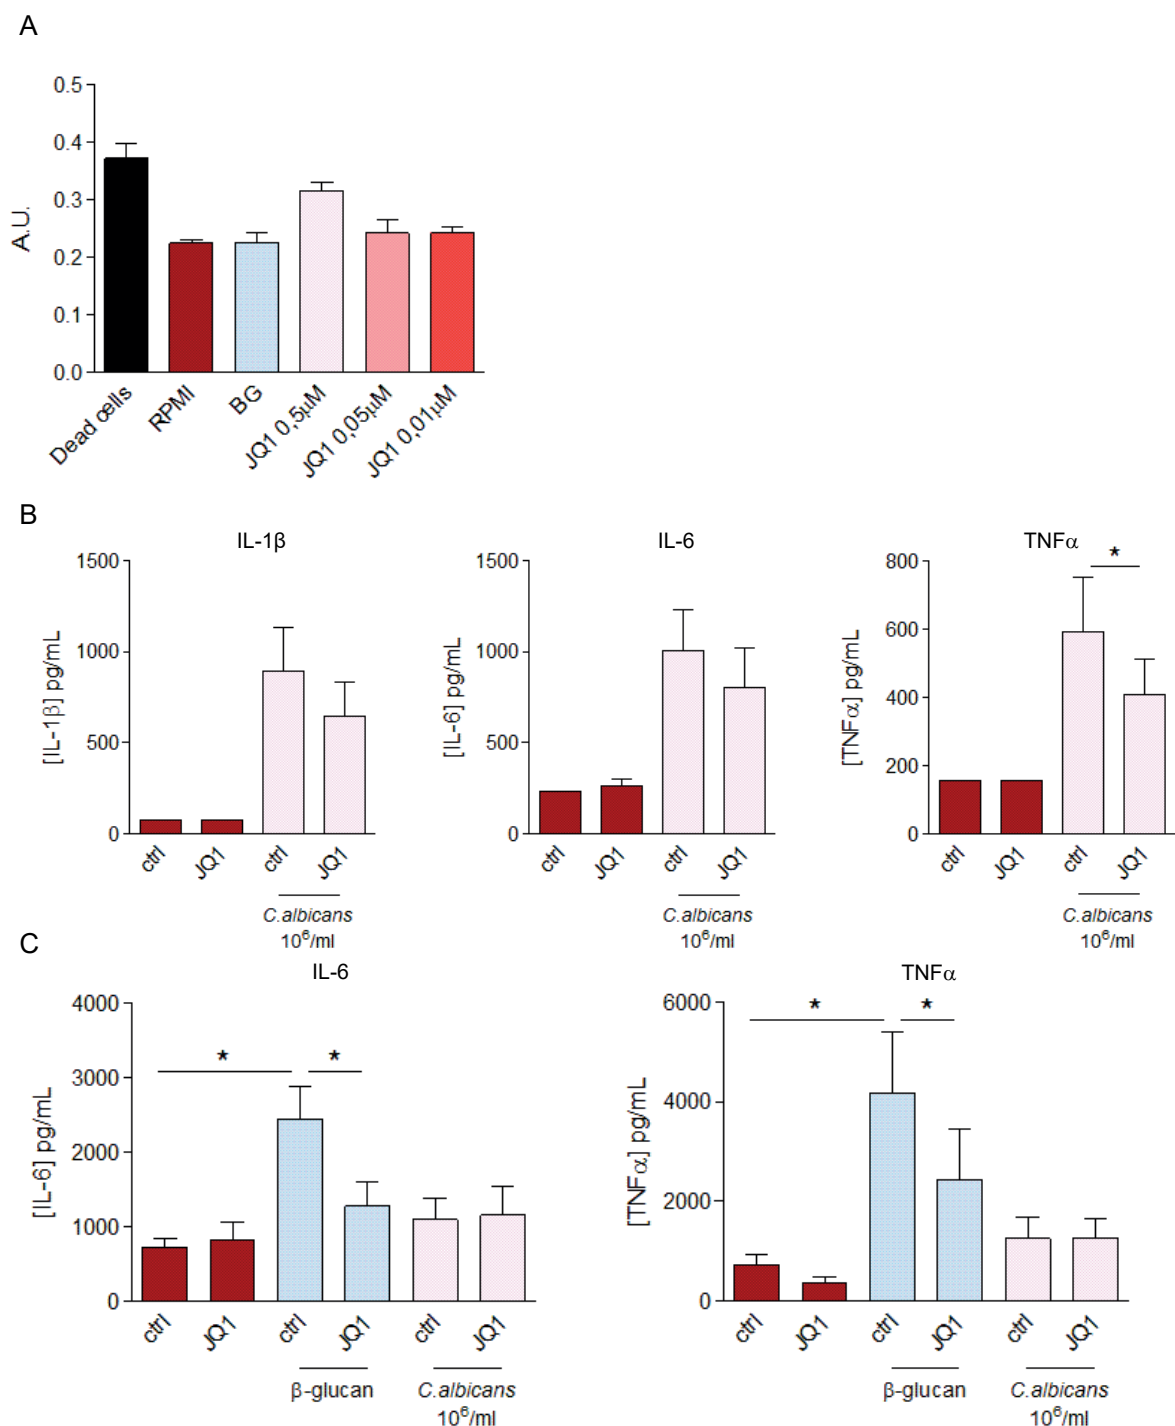 A
0.5
0.4
0.3
0.2
0.1
0.0
A.U.
Dead cells
RPMI
BG
JQ1 0,5μM
JQ1 0,05μM
JQ1 0,01μM
B
IL-1β
1500
1000
500
0
[IL-1β] pg/mL
ctrl
JQ1
ctrl
JQ1
C.albicans
10⁶/ml
IL-6
1500
1000
500
0
[IL-6] pg/mL
ctrl
JQ1
ctrl
JQ1
C.albicans
10⁶/ml
TNFα
*
800
600
400
200
0
[TNFα] pg/mL
ctrl
JQ1
ctrl
JQ1
C.albicans
10⁶/ml
C
IL-6
4000
3000
2000
1000
0
[IL-6] pg/mL
* *
ctrl
JQ1
ctrl
JQ1
ctrl
JQ1
β-glucan
C.albicans
10⁶/ml
TNFα
6000
4000
2000
0
[TNFα] pg/mL
* *
ctrl
JQ1
ctrl
JQ1
ctrl
JQ1
β-glucan
C.albicans
10⁶/ml